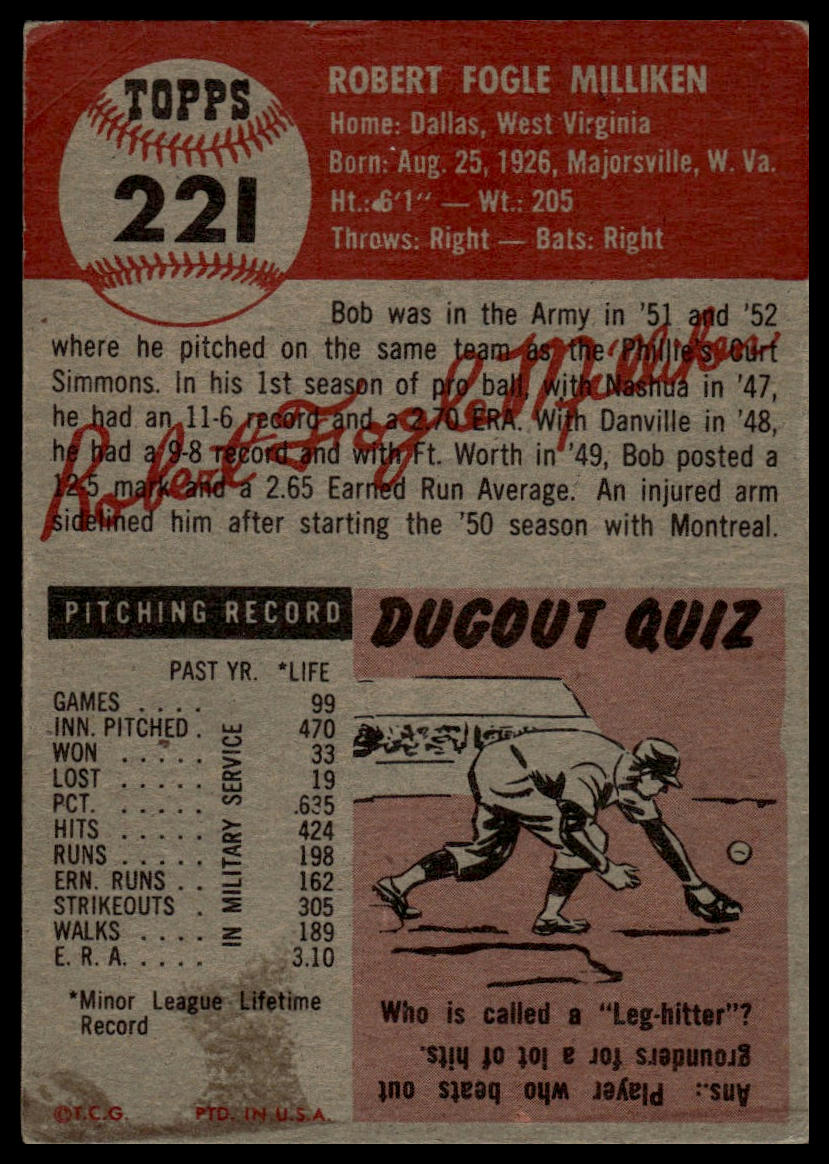 TOPPS
221
ROBERT FOGLE MILLIKEN
Home: Dallas, West Virginia
Born: Aug. 25, 1926, Majorsville, W. Va.
Ht.: 6'1" — Wt.: 205
Throws: Right — Bats: Right
Bob was in the Army in '51 and '52
where he pitched on the same team as the Phillie's Curt
Simmons. In his 1st season of pro ball, with Nashua in '47,
he had an 11-6 record and a 2.70 ERA. With Danville in '48,
he had a 9-8 record and with Ft. Worth in '49, Bob posted a
12-5 mark and a 2.65 Earned Run Average. An injured arm
sidelined him after starting the '50 season with Montreal.
Robert Fogle Milliken
PITCHING RECORD
PAST YR. *LIFE
GAMES . . . . 99
INN. PITCHED . 470
WON . . . . . 33
LOST . . . . . 19
PCT. . . . . . .635
HITS . . . . . 424
RUNS . . . . . 198
ERN. RUNS . . 162
STRIKEOUTS . 305
WALKS . . . . 189
E. R. A. . . . . 3.10
IN MILITARY SERVICE
*Minor League Lifetime
Record
©T.C.G. PTD. IN U.S.A.
DUGOUT QUIZ
Who is called a "Leg-hitter"?
Ans.: Player who beats out
grounders for a lot of hits.